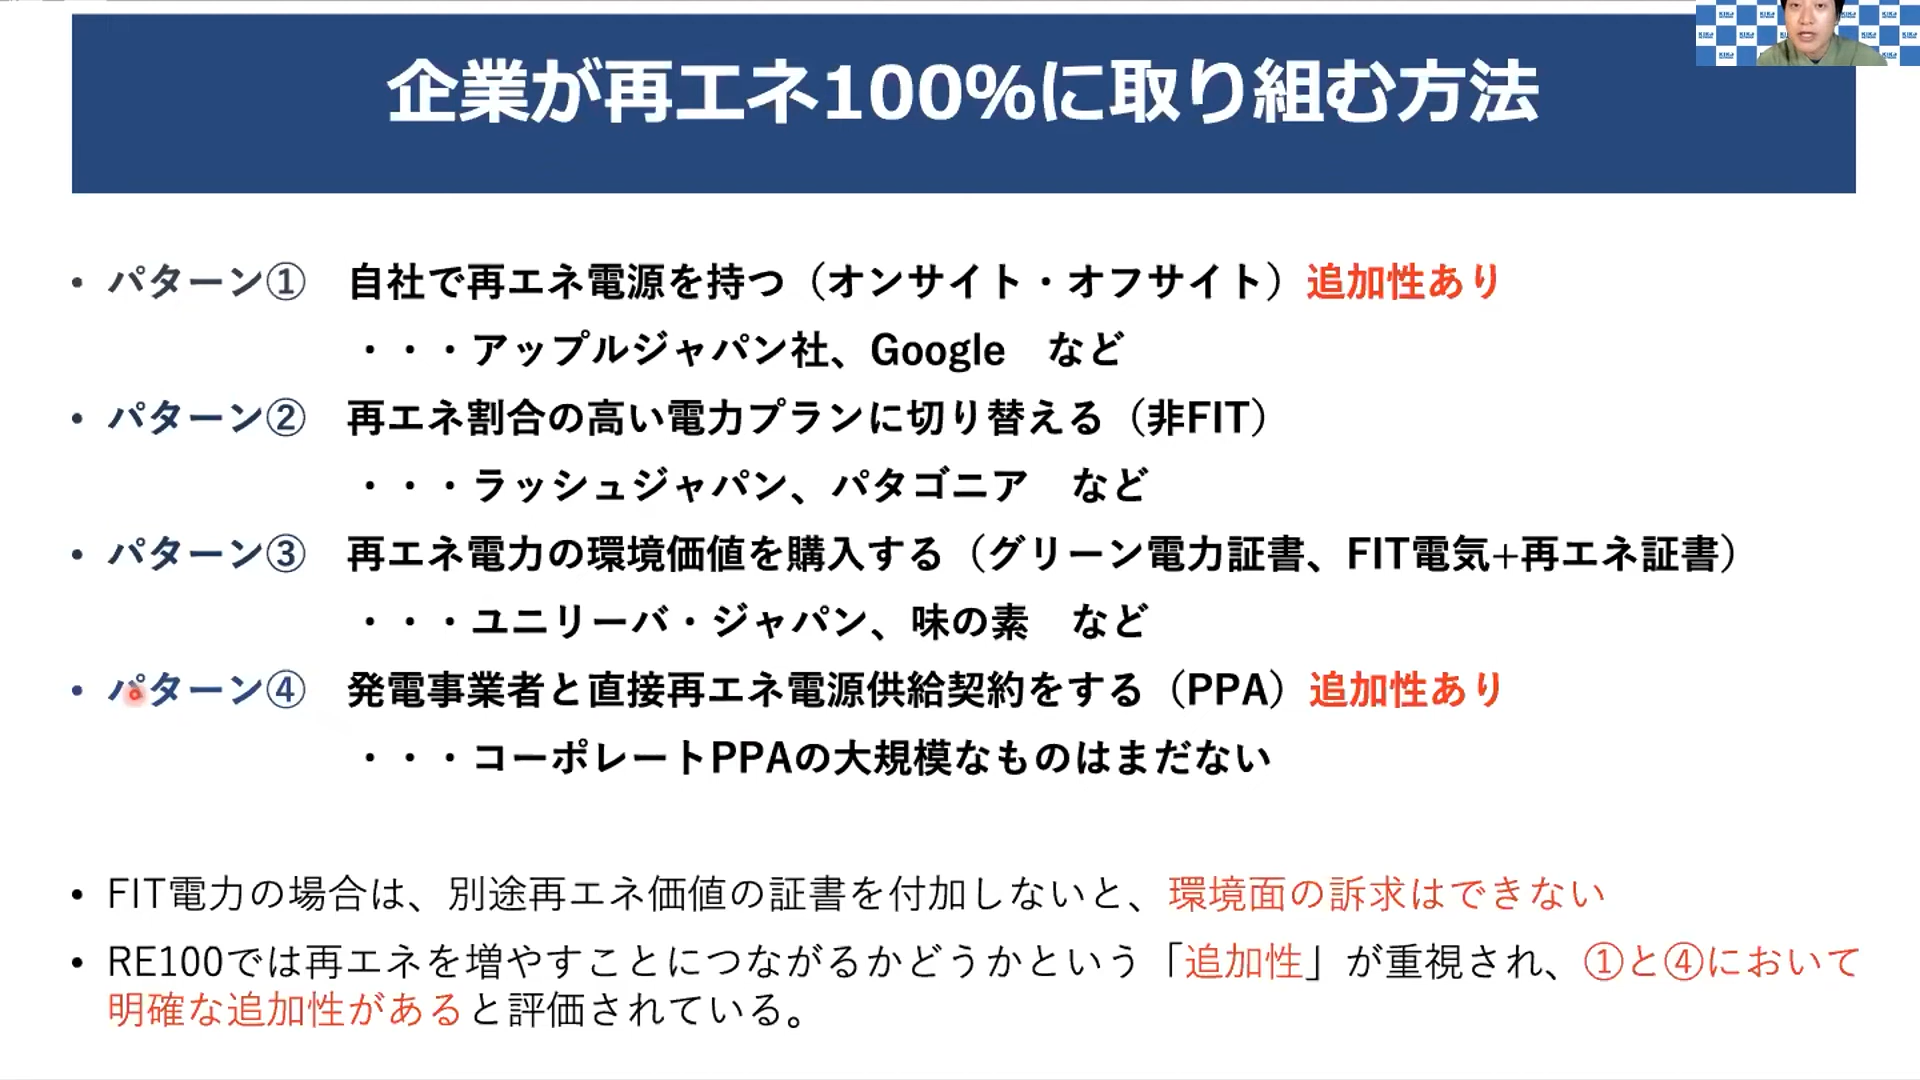 企業が再エネ100%に取り組む方法
• パターン① 自社で再エネ電源を持つ（オンサイト・オフサイト）追加性あり
・・・アップルジャパン社、Google など
• パターン② 再エネ割合の高い電力プランに切り替える（非FIT）
・・・ラッシュジャパン、パタゴニア など
• パターン③ 再エネ電力の環境価値を購入する（グリーン電力証書、FIT電気+再エネ証書）
・・・ユニリーバ・ジャパン、味の素 など
• パターン④ 発電事業者と直接再エネ電源供給契約をする（PPA）追加性あり
・・・コーポレートPPAの大規模なものはまだない
• FIT電力の場合は、別途再エネ価値の証書を付加しないと、環境面の訴求はできない
• RE100では再エネを増やすことにつながるかどうかという「追加性」が重視され、①と④において
明確な追加性があると評価されている。